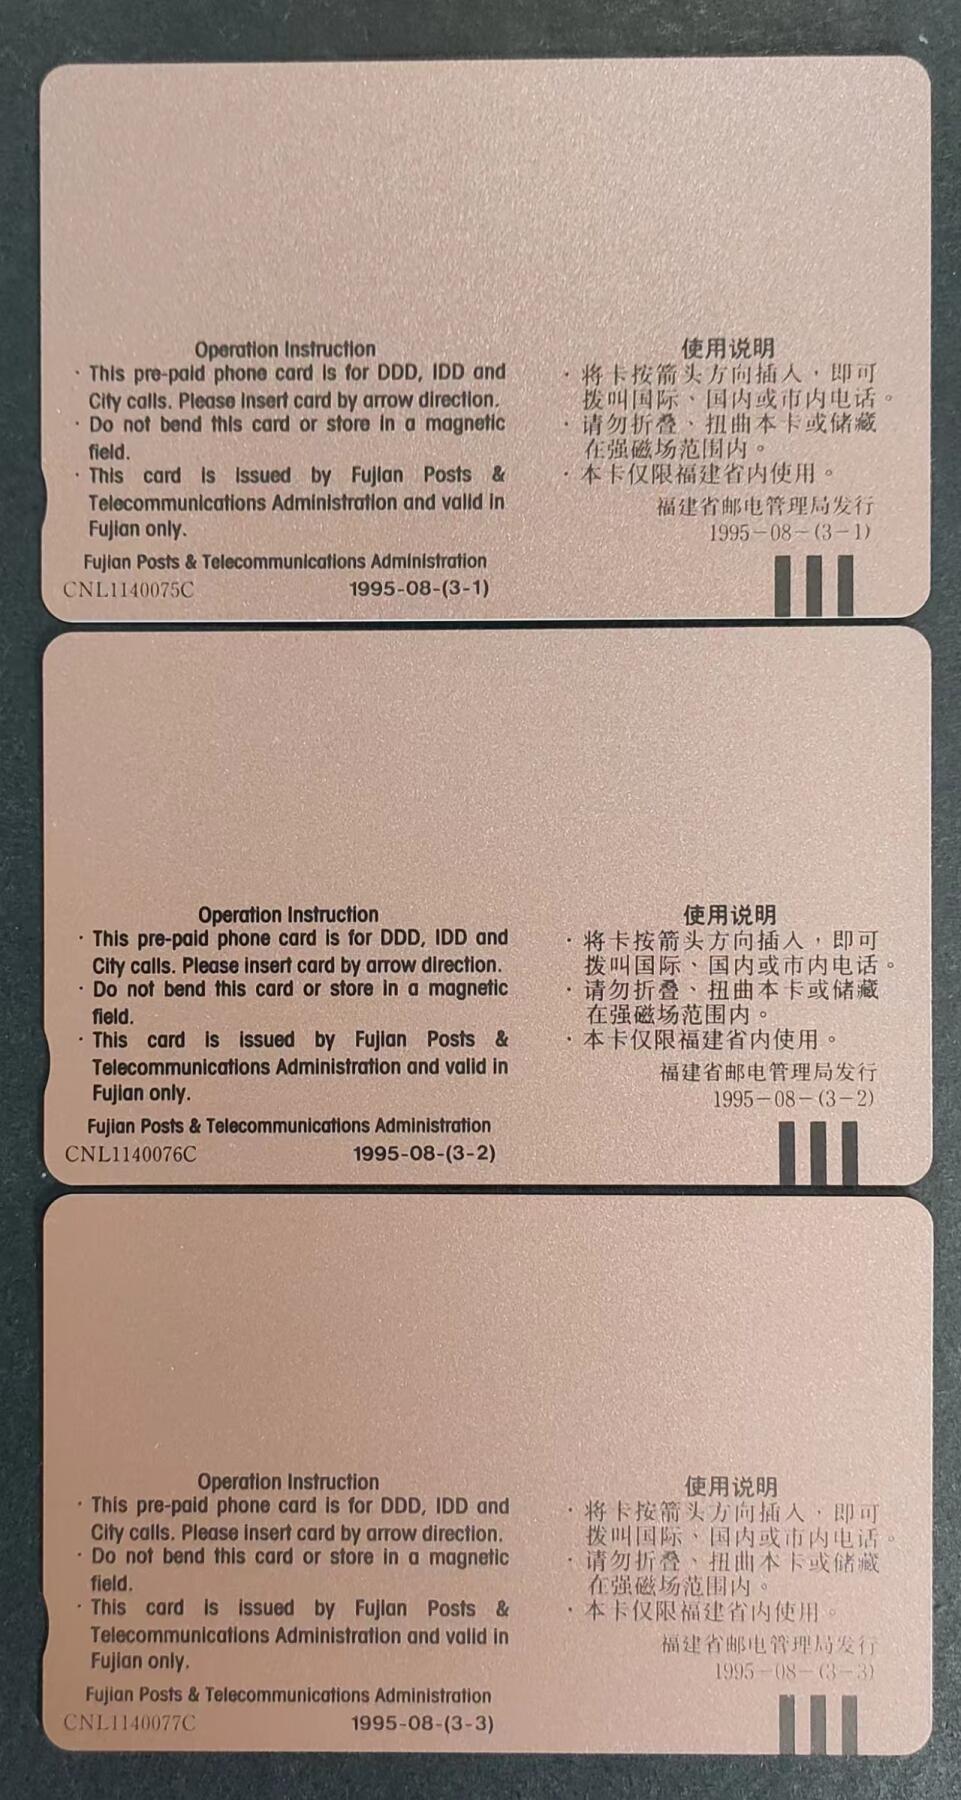 Operation Instruction
· This pre-paid phone card is for DDD, IDD and
City calls. Please insert card by arrow direction.
· Do not bend this card or store in a magnetic
field.
· This card is issued by Fujian Posts &
Telecommunications Administration and valid in
Fujian only.
Fujian Posts & Telecommunications Administration
CNL1140075C 1995-08-(3-1)
使用说明
· 将卡按箭头方向插入，即可
拨叫国际、国内或市内电话。
· 请勿折叠、扭曲本卡或储藏
在强磁场范围内。
· 本卡仅限福建省内使用。
福建省邮电管理局发行
1995-08-(3-1)
Operation Instruction
· This pre-paid phone card is for DDD, IDD and
City calls. Please insert card by arrow direction.
· Do not bend this card or store in a magnetic
field.
· This card is issued by Fujian Posts &
Telecommunications Administration and valid in
Fujian only.
Fujian Posts & Telecommunications Administration
CNL1140076C 1995-08-(3-2)
使用说明
· 将卡按箭头方向插入，即可
拨叫国际、国内或市内电话。
· 请勿折叠、扭曲本卡或储藏
在强磁场范围内。
· 本卡仅限福建省内使用。
福建省邮电管理局发行
1995-08-(3-2)
Operation Instruction
· This pre-paid phone card is for DDD, IDD and
City calls. Please insert card by arrow direction.
· Do not bend this card or store in a magnetic
field.
· This card is issued by Fujian Posts &
Telecommunications Administration and valid in
Fujian only.
Fujian Posts & Telecommunications Administration
CNL1140077C 1995-08-(3-3)
使用说明
· 将卡按箭头方向插入，即可
拨叫国际、国内或市内电话。
· 请勿折叠、扭曲本卡或储藏
在强磁场范围内。
· 本卡仅限福建省内使用。
福建省邮电管理局发行
1995-08-(3-3)